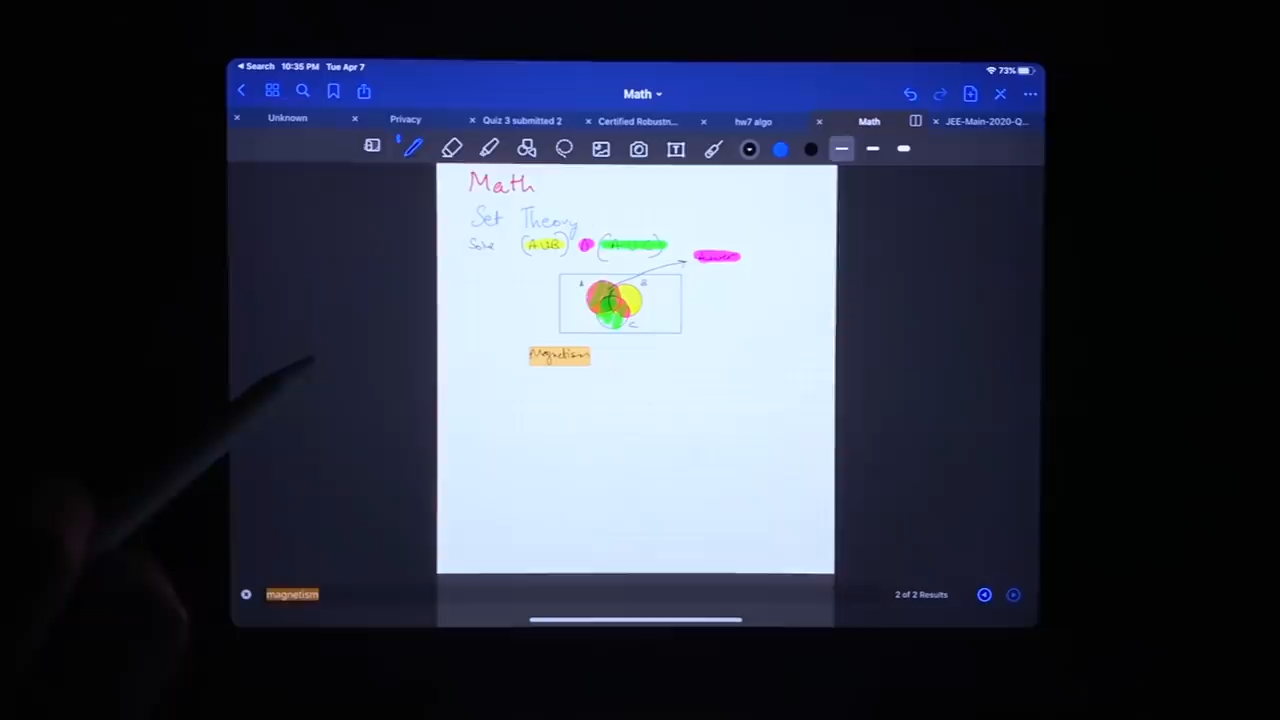 Search 10:35 PM Tue Apr 7 73%
Math
Unknown Privacy Quiz 3 submitted 2 Certified Robustn... hw7 algo Math JEE-Main-2020-Q...
T
Math
Set Theory
Solve (A∪B) ∩ (A∪C)
Answer
A B
C
Magnetism
magnetism 2 of 2 Results